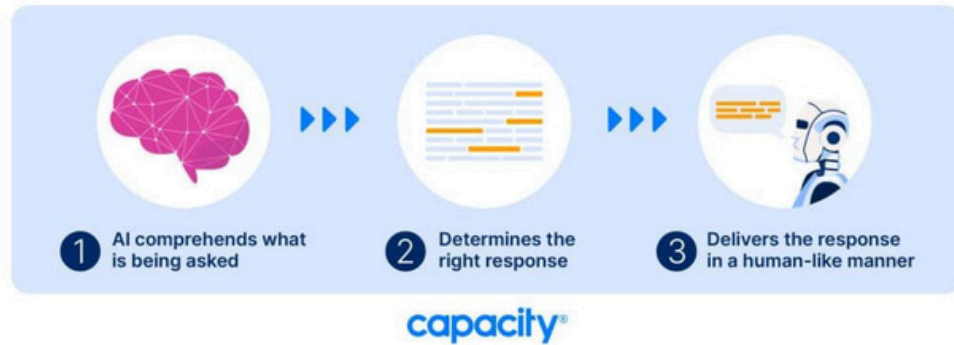 1 AI comprehends what
is being asked
2 Determines the
right response
3 Delivers the response
in a human-like manner
capacity®